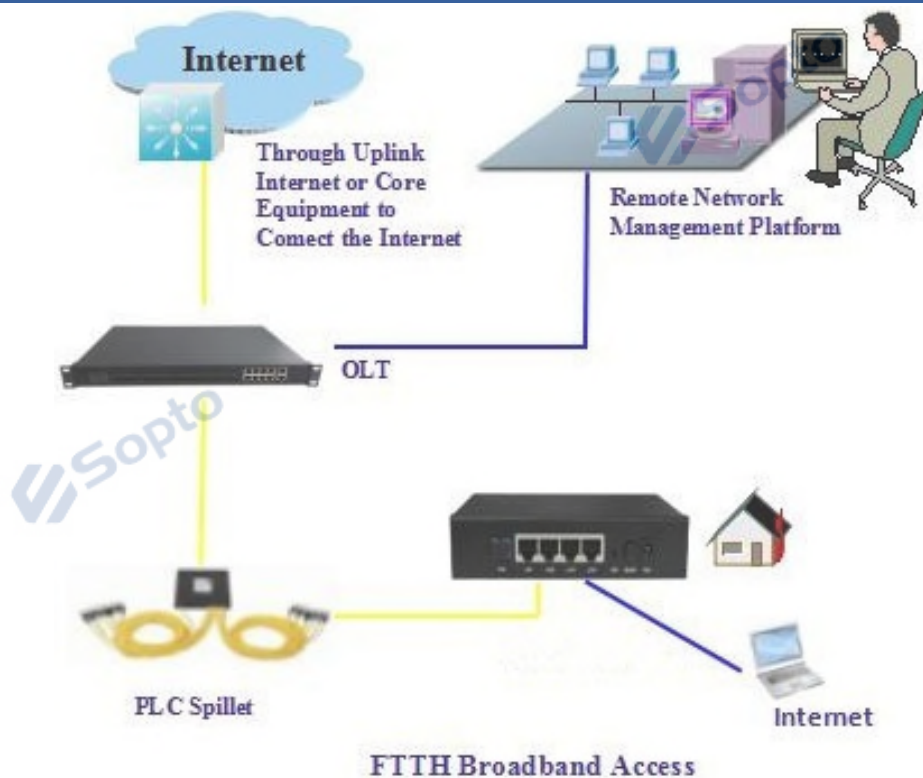 Internet
Through Uplink
Internet or Core
Equipment to
Comect the Internet
Sopto
Remote Network
Management Platform
OLT
Sopto
PLC Spillet
Internet
FTTH Broadband Access